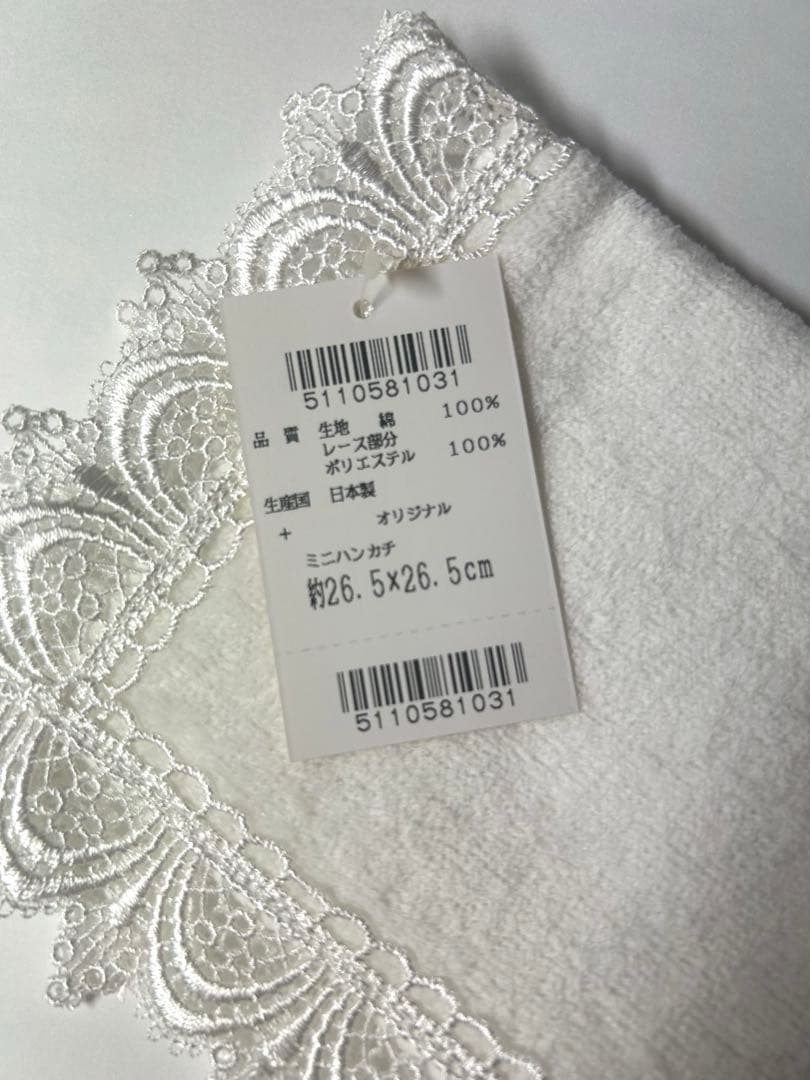 5110581031
品 質 生地 綿 100%
レース部分
ポリエステル 100%
生産国 日本製
+ オリジナル
ミニハンカチ
約26.5×26.5cm
5110581031